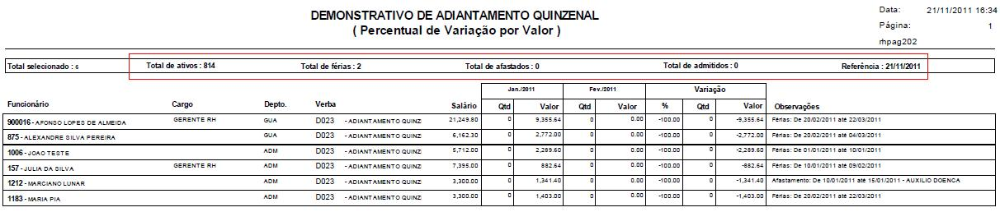 DEMONSTRATIVO DE ADIANTAMENTO QUINZENAL
( Percentual de Variação por Valor )
Data: 21/11/2011 16:34
Página: 1
rhpag202
Total selecionado : 6 Total de ativos : 814 Total de férias : 2 Total de afastados : 0 Total de admitidos : 0 Referência : 21/11/2011
Jan./2011 Fev./2011 Variação
Funcionário Cargo Depto. Verba Salário Qtd Valor Qtd Valor % Qtd Valor Observações
900016 - AFONSO LOPES DE ALMEIDA GERENTE RH GUA D023 - ADIANTAMENTO QUINZ 21,249.80 0 9,355.64 0 0.00 -100.00 0 -9,355.64 Férias: De 20/02/2011 até 22/03/2011
875 - ALEXANDRE SILVA PEREIRA GUA D023 - ADIANTAMENTO QUINZ 6,162.30 0 2,772.00 0 0.00 -100.00 0 -2,772.00 Férias: De 20/02/2011 até 04/03/2011
1006 - JOAO TESTE ADM D023 - ADIANTAMENTO QUINZ 5,712.00 0 2,289.60 0 0.00 -100.00 0 -2,289.60 Férias: De 01/01/2011 até 10/01/2011
157 - JULIA DA SILVA GERENTE RH ADM D023 - ADIANTAMENTO QUINZ 7,395.00 0 882.64 0 0.00 -100.00 0 -882.64 Férias: De 10/01/2011 até 09/02/2011
1212 - MARCIANO LUNAR ADM D023 - ADIANTAMENTO QUINZ 3,300.00 0 1,341.40 0 0.00 -100.00 0 -1,341.40 Afastamento: De 10/01/2011 até 15/01/2011 - AUXILIO DOENCA
1183 - MARIA PIA ADM D023 - ADIANTAMENTO QUINZ 3,300.00 0 1,403.00 0 0.00 -100.00 0 -1,403.00 Férias: De 20/02/2011 até 22/03/2011